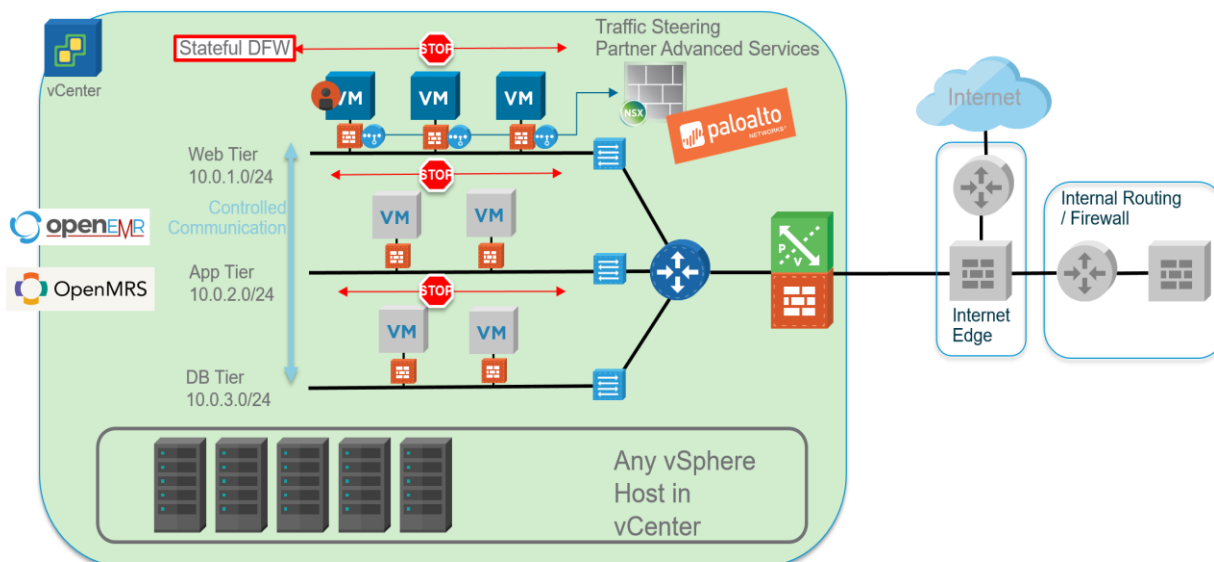 vCenter
Stateful DFW
STOP
Traffic Steering
Partner Advanced Services
VM
VM
VM
NSX
paloalto
NETWORKS
Web Tier
10.0.1.0/24
STOP
Controlled
Communication
VM
VM
openEMR
OpenMRS
App Tier
10.0.2.0/24
STOP
VM
VM
DB Tier
10.0.3.0/24
P
V
Internet
Internet
Edge
Internal Routing
/ Firewall
Any vSphere
Host in
vCenter